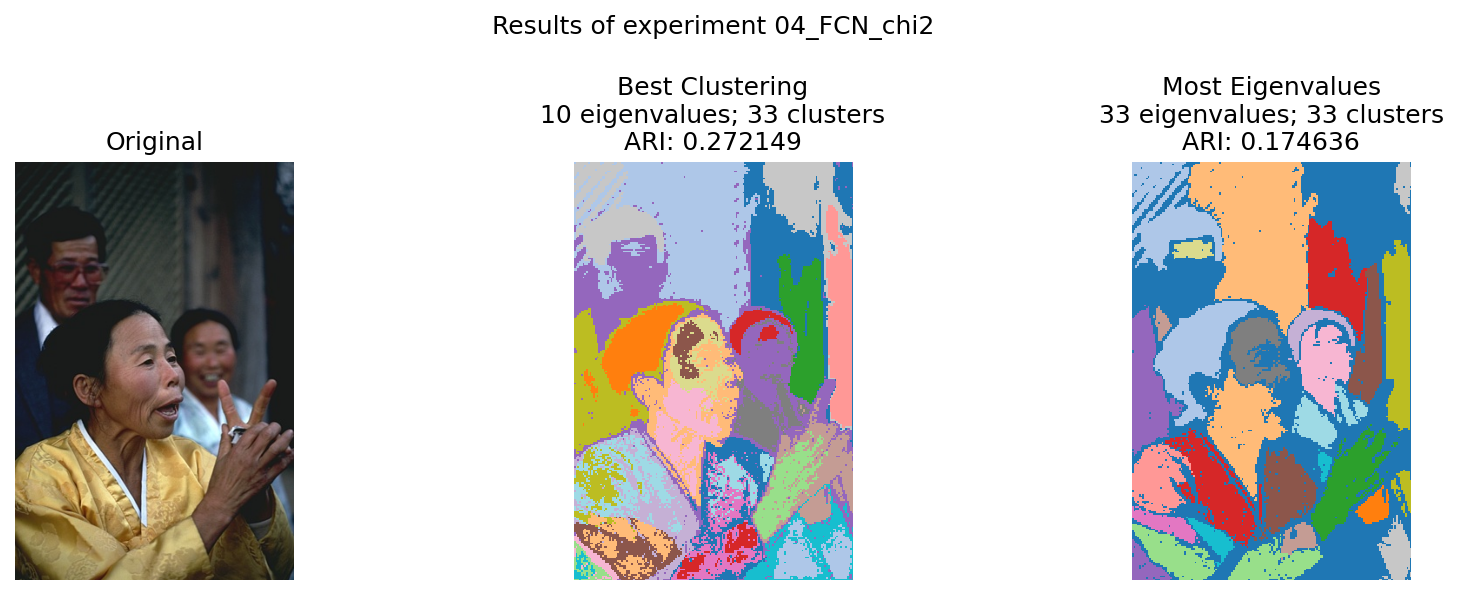 Results of experiment 04_FCN_chi2
Original
Best Clustering
10 eigenvalues; 33 clusters
ARI: 0.272149
Most Eigenvalues
33 eigenvalues; 33 clusters
ARI: 0.174636